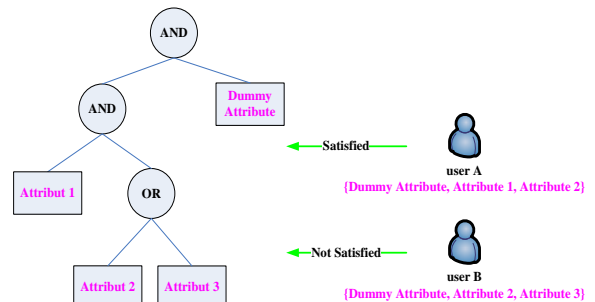 AND
AND
Dummy
Attribute
Satisfied
user A
{Dummy Attribute, Attribute 1, Attribute 2}
Attribut 1
OR
Not Satisfied
user B
Attribut 2
Attribut 3
{Dummy Attribute, Attribute 2, Attribute 3}